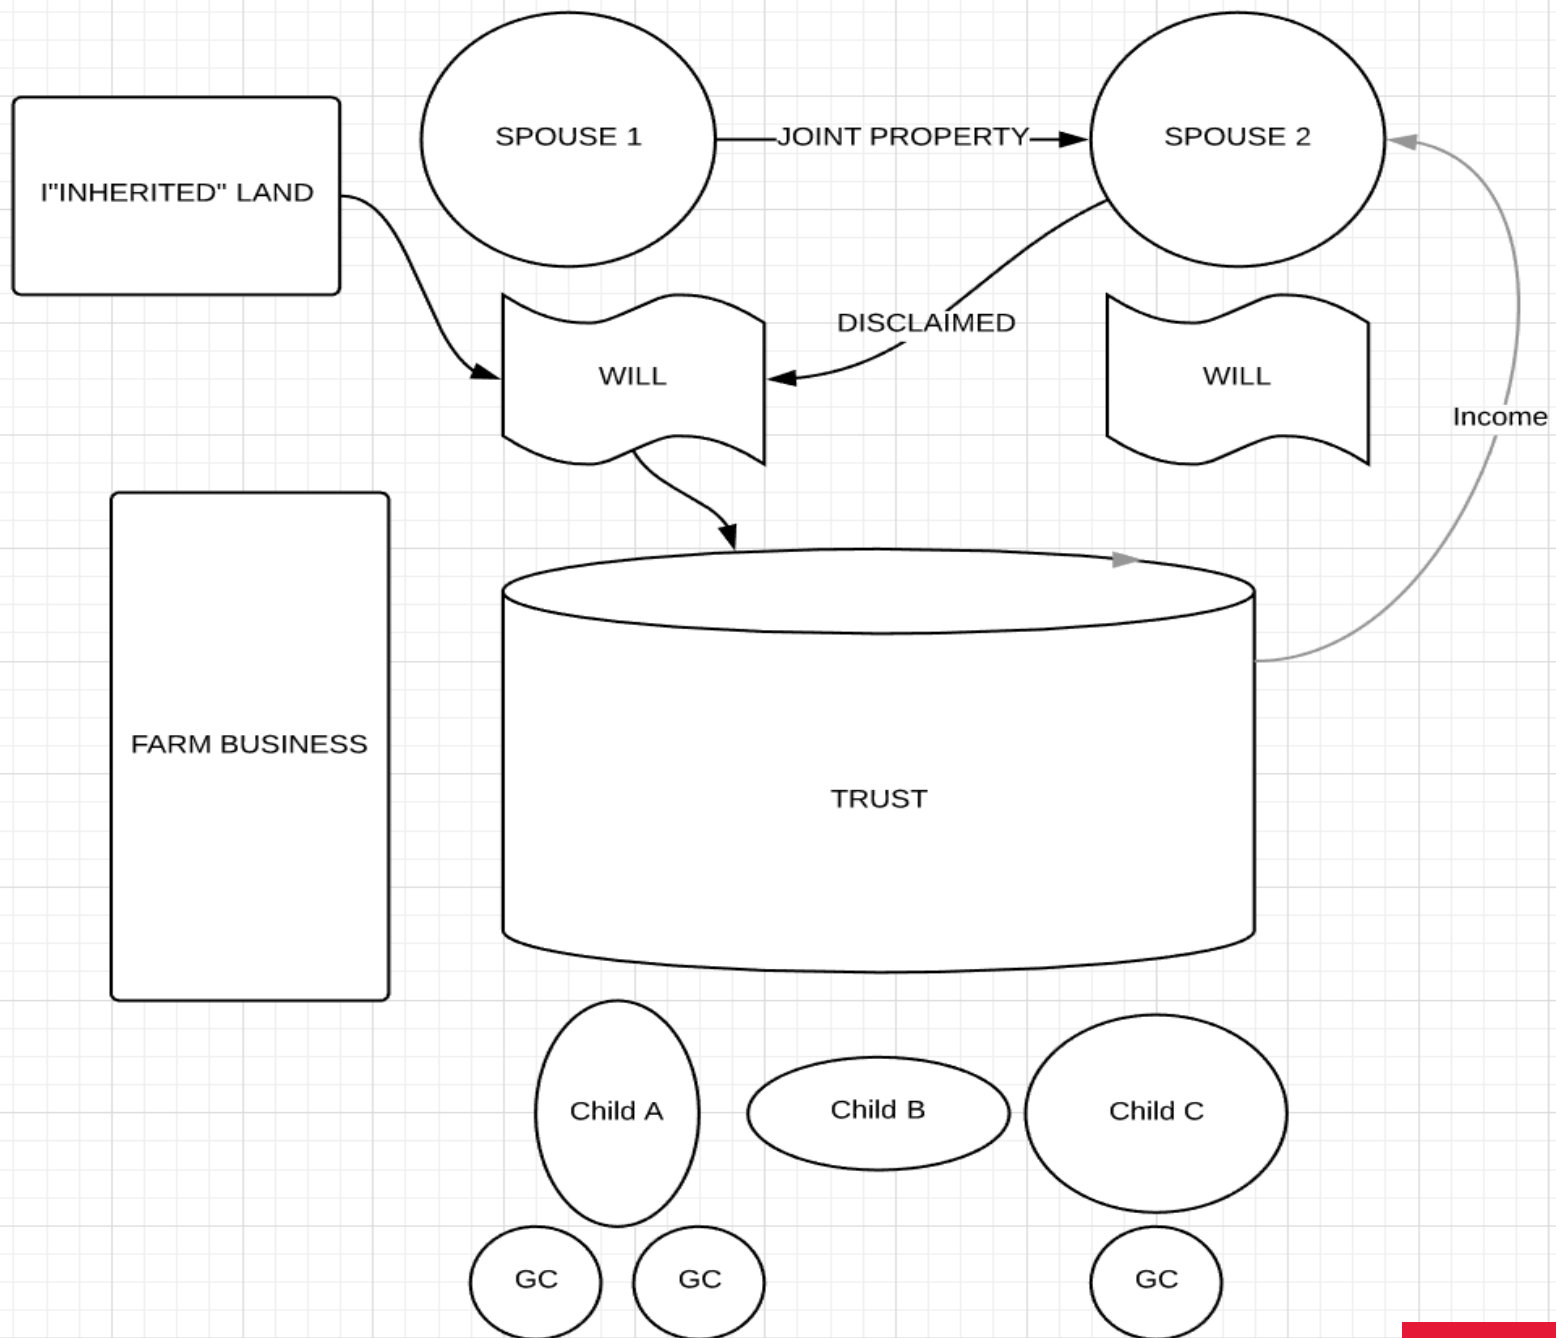 SPOUSE 1
JOINT PROPERTY
SPOUSE 2
I"INHERITED" LAND
DISCLAIMED
WILL
WILL
Income
FARM BUSINESS
TRUST
Child A
Child B
Child C
GC
GC
GC